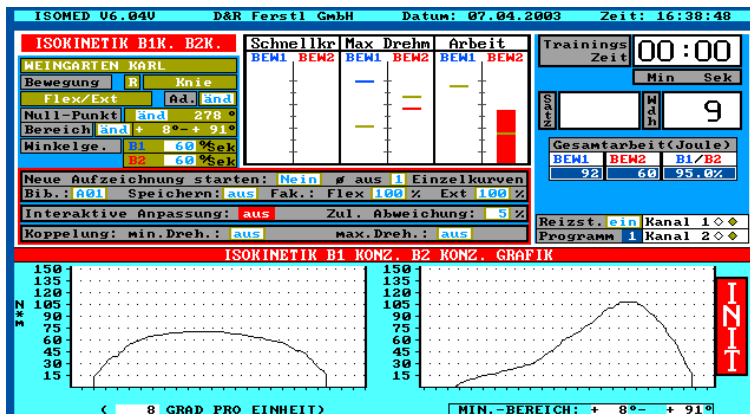 ISOMED V6.04V D&R Ferstl GmbH Datum: 07.04.2003 Zeit: 16:38:48
ISOKINETIK B1K. B2K.
WEINGARTEN KARL
Bewegung R Knie
Flex/Ext Ad. änd
Null-Punkt änd 278 °
Bereich änd + 8°- + 91°
Winkelge. B1 60 °/Sek
B2 60 °/Sek
Schnellkr Max Drehm Arbeit
BEW1 BEW2 BEW1 BEW2 BEW1 BEW2
Trainings Zeit 00:00
Min Sek
Satz Wdh 9
Gesamtarbeit(Joule)
BEW1 BEW2 B1/B2
92 60 95.0%
Neue Aufzeichnung starten: Nein ø aus 1 Einzelkurven
Bib.: A01 Speichern: aus Fak.: Flex 100 % Ext 100 %
Interaktive Anpassung: aus Zul. Abweichung: 5 %
Koppelung: min.Dreh.: aus max.Dreh.: aus
Reizst. ein Kanal 1
Programm 1 Kanal 2
ISOKINETIK B1 KONZ. B2 KONZ. GRAFIK
N*m
150
135
120
105
90
75
60
45
30
15
150
135
120
105
90
75
60
45
30
15
INIT
( 8 GRAD PRO EINHEIT)
MIN.-BEREICH: + 8°- + 91°